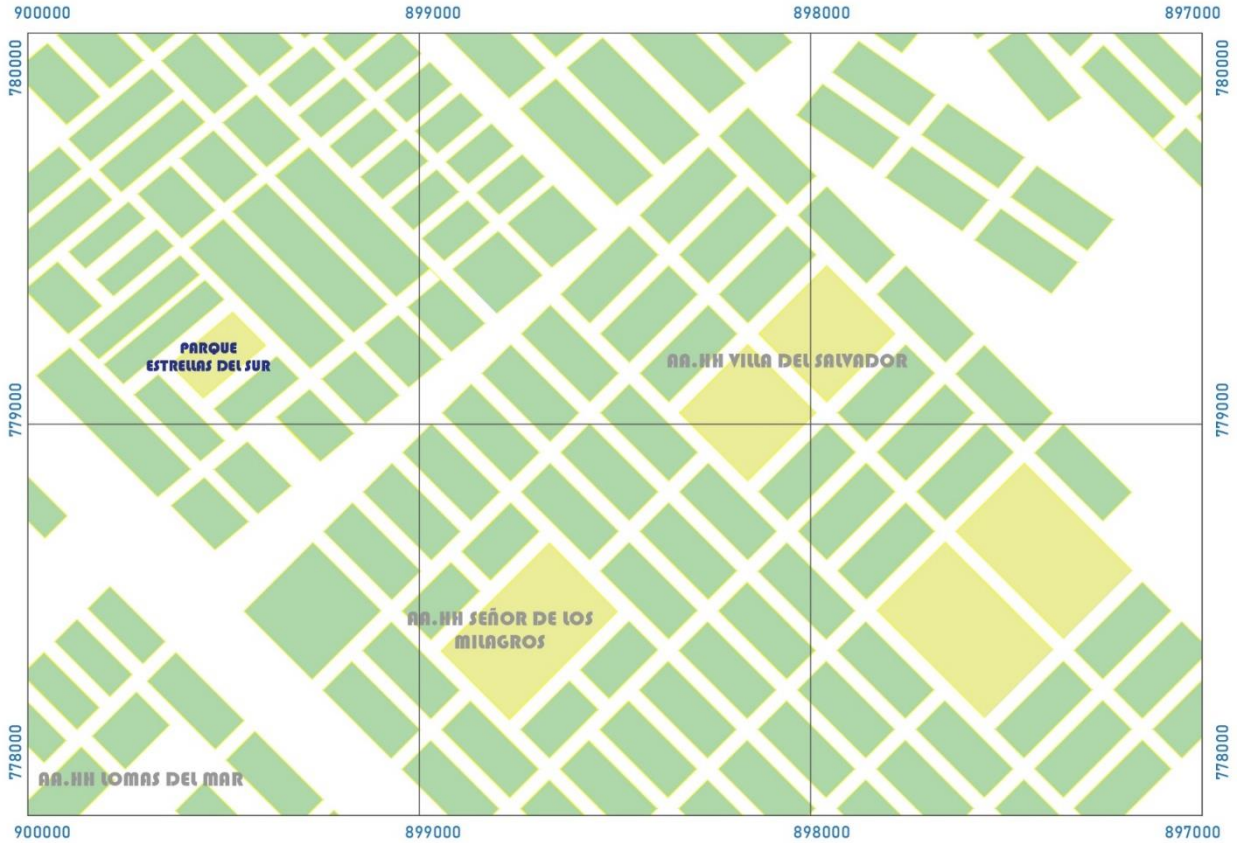 900000
899000
898000
897000
780000
780000
PARQUE
ESTRELLAS DEL SUR
AA.HH VILLA DEL SALVADOR
779000
779000
AA.HH SEÑOR DE LOS
MILAGROS
778000
778000
AA.HH LOMAS DEL MAR
900000
899000
898000
897000